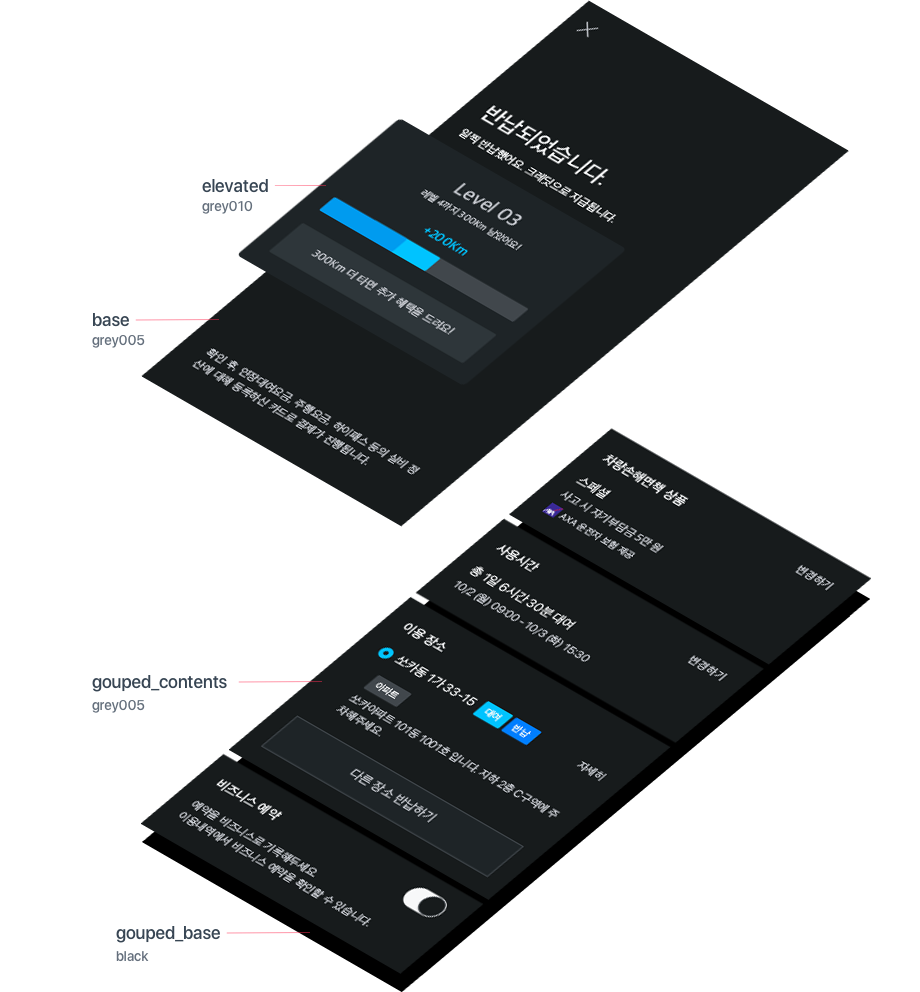 반납되었습니다.
일찍 반납했어요. 크레딧으로 지급됩니다.
elevated
grey010
Level 03
레벨 4까지 300Km 남았어요!
+200Km
300Km 더 타면 추가 혜택을 드려요!
base
grey005
확인 후, 연장대여요금, 주행요금, 하이패스 등의 실비 정
산에 대해 등록하신 카드로 결제가 진행됩니다.
차량손해면책 상품
스페셜
사고 시 자기부담금 5만 원
AXA AXA 운전자 보험 제공
변경하기
사용시간
총 1일 6시간 30분 대여
10/2 (월) 09:00 - 10/3 (화) 15:30
변경하기
gouped_contents
grey005
이용 장소
쏘카동 1가 33-15
아파트
대여
반납
쏘카아파트 101동 1001호 입니다. 지하 2층 C구역에 주
차해주세요.
자세히
다른 장소 반납하기
비즈니스 예약
예약을 비즈니스로 기록해두세요
이용내역에서 비즈니스 예약을 확인할 수 있습니다.
gouped_base
black